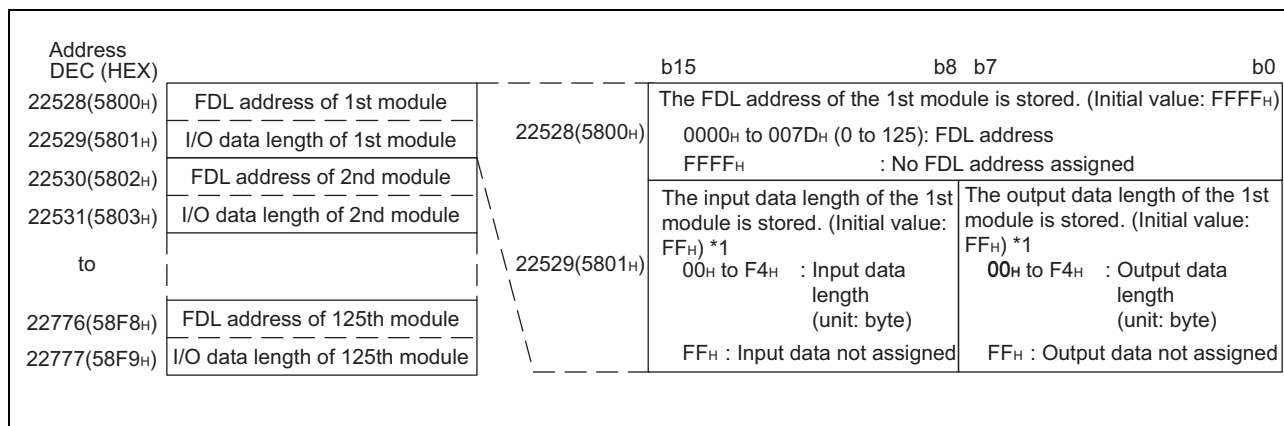 Address
DEC (HEX)
22528(5800H)
FDL address of 1st module
22529(5801H)
I/O data length of 1st module
22530(5802H)
FDL address of 2nd module
22531(5803H)
I/O data length of 2nd module
to
22776(58F8H)
FDL address of 125th module
22777(58F9H)
I/O data length of 125th module
b15
b8
b7
b0
22528(5800H)
The FDL address of the 1st module is stored. (Initial value: FFFFH)
0000H to 007DH (0 to 125): FDL address
FFFFH : No FDL address assigned
22529(5801H)
The input data length of the 1st
module is stored. (Initial value:
FFH) *1
00H to F4H : Input data
length
(unit: byte)
FFH : Input data not assigned
The output data length of the 1st
module is stored. (Initial value:
FFH) *1
00H to F4H : Output data
length
(unit: byte)
FFH : Output data not assigned